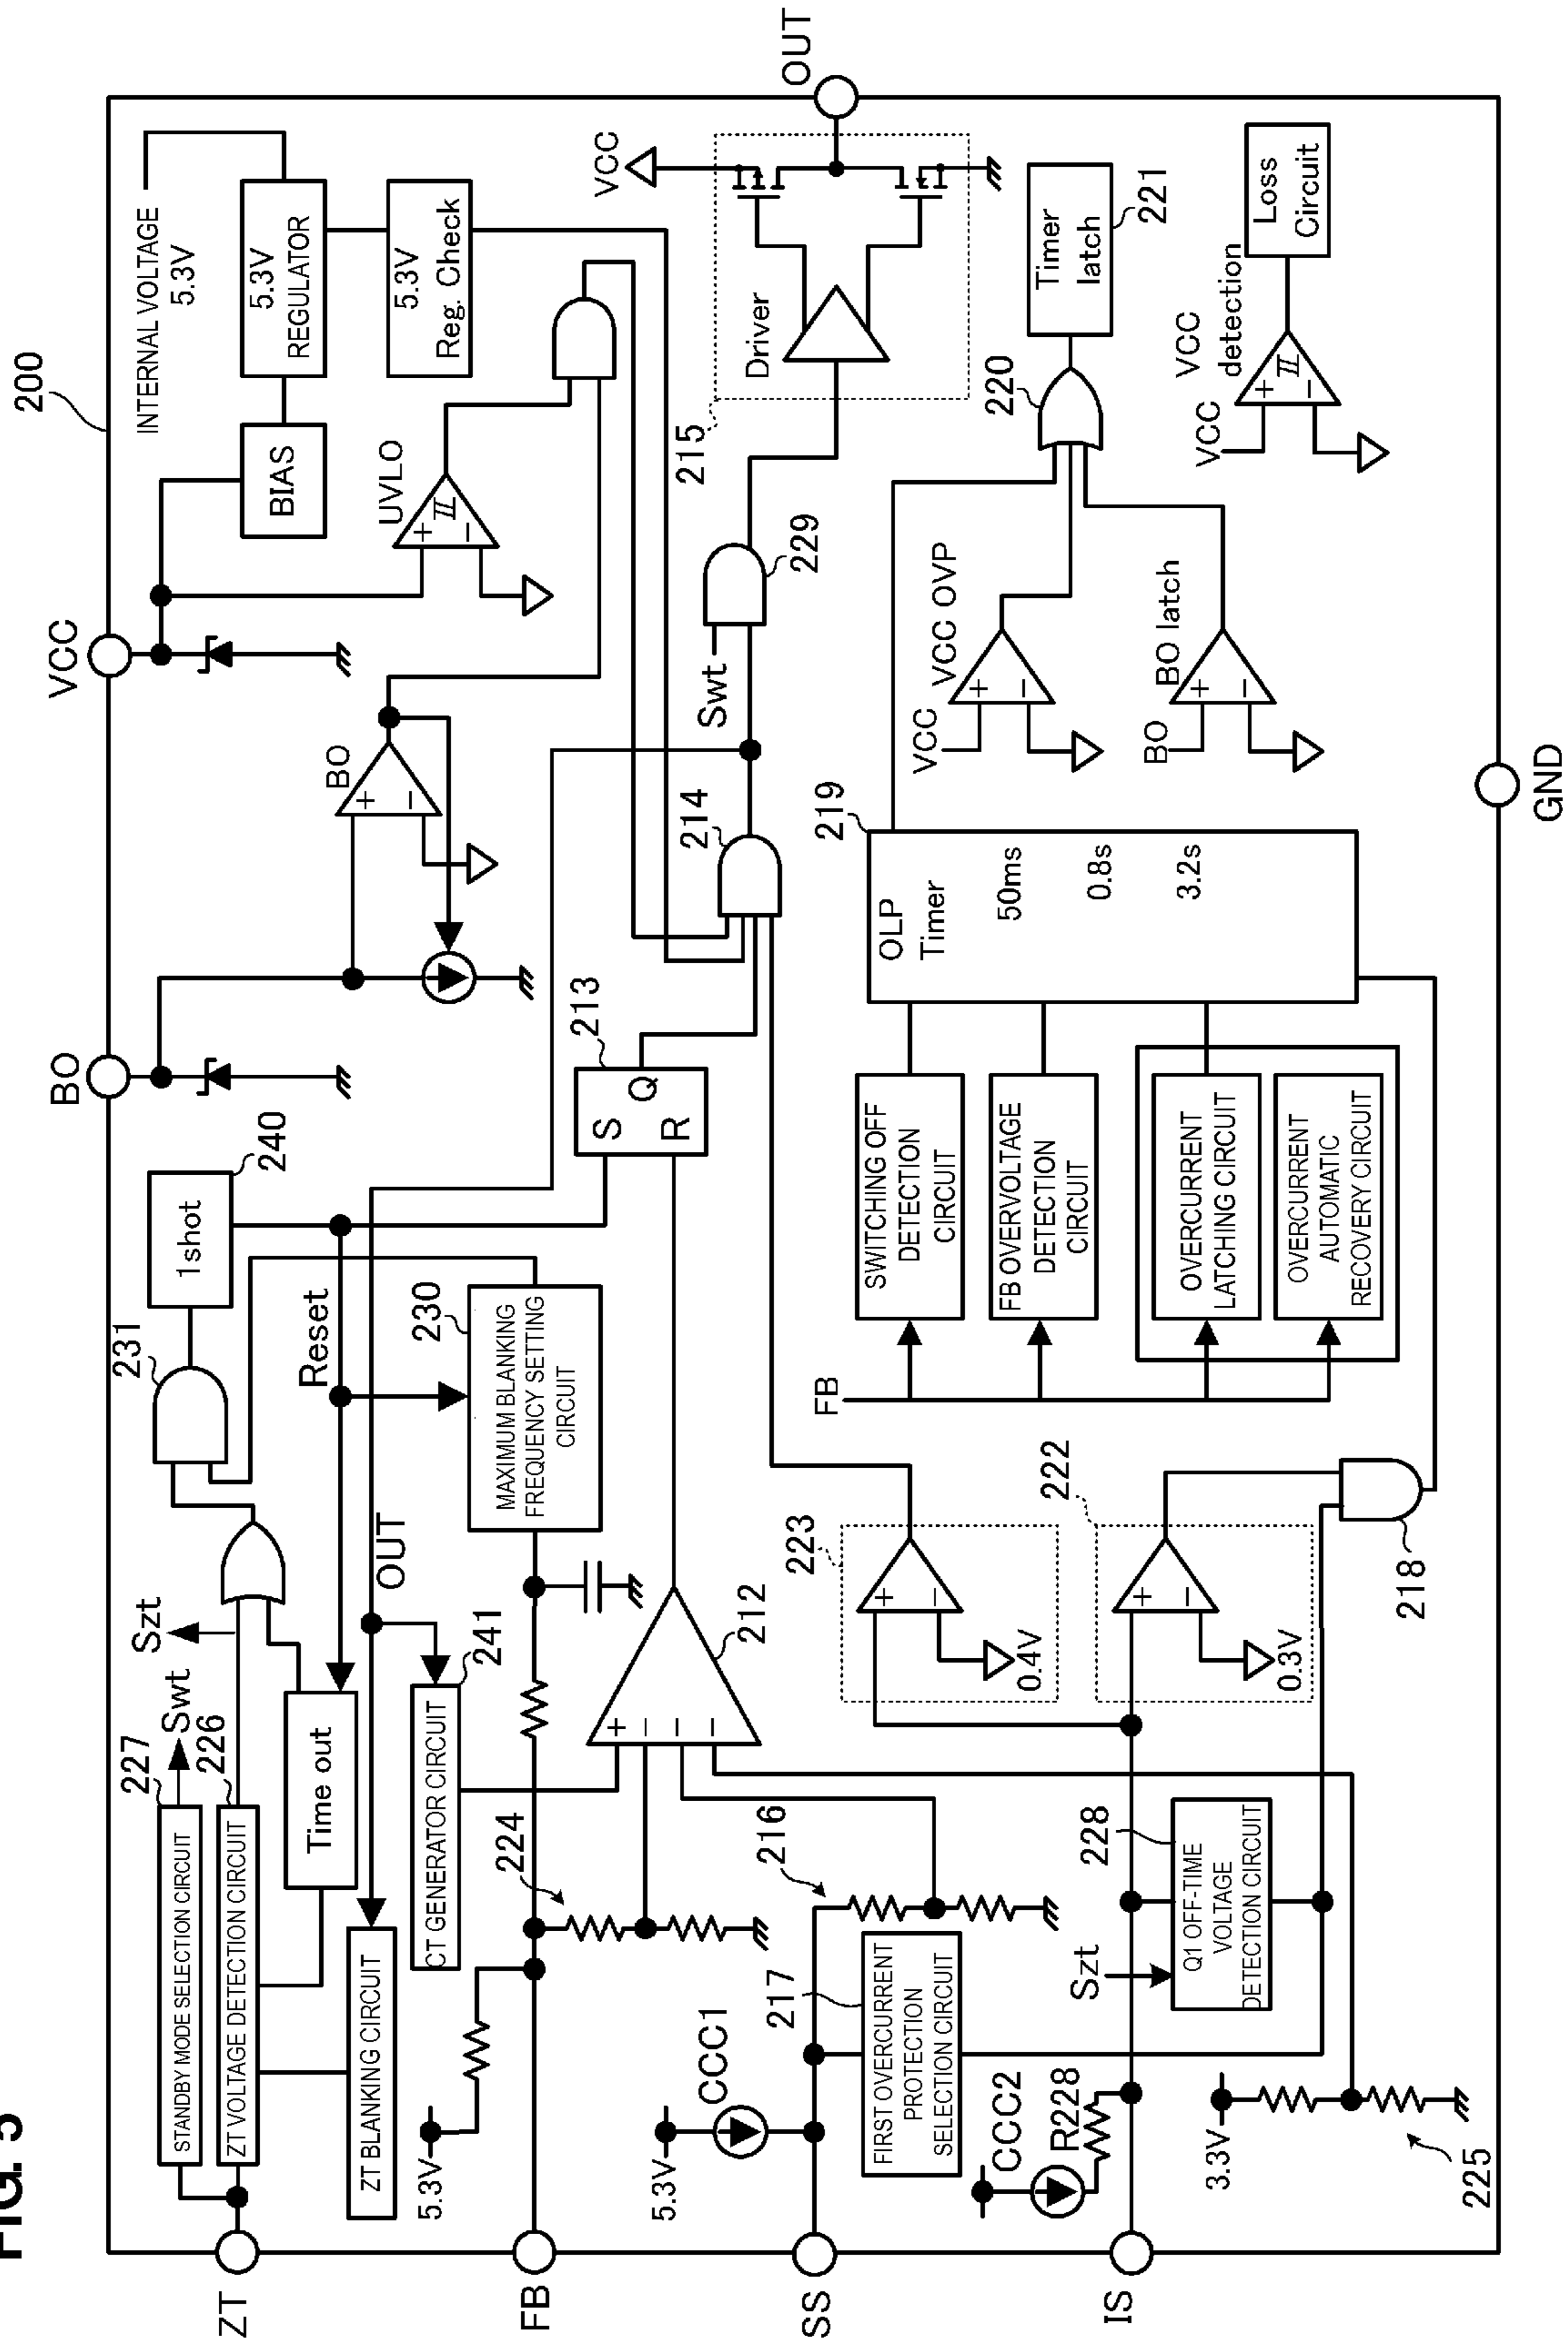 FIG. 5
200
ZT
FB
SS
IS
BO
VCC
OUT
GND
227
STANDBY MODE SELECTION CIRCUIT
Swt
226
ZT VOLTAGE DETECTION CIRCUIT
Szt
Time out
ZT BLANKING CIRCUIT
231
Reset
1shot
240
OUT
241
CT GENERATOR CIRCUIT
230
MAXIMUM BLANKING
FREQUENCY SETTING
CIRCUIT
5.3V
224
+
−
−
−
212
S
Q
R
213
BO
+
−
UVLO
+
−
BIAS
INTERNAL VOLTAGE
5.3V
5.3V
REGULATOR
5.3V
Reg. Check
214
Swt
229
215
Driver
VCC
5.3V
CCC1
217
FIRST OVERCURRENT
PROTECTION
SELECTION CIRCUIT
216
CCC2
R228
Szt
228
Q1 OFF-TIME
VOLTAGE
DETECTION CIRCUIT
3.3V
225
223
+
−
0.4V
222
+
−
0.3V
218
FB
SWITCHING OFF
DETECTION
CIRCUIT
FB OVERVOLTAGE
DETECTION
CIRCUIT
OVERCURRENT
LATCHING CIRCUIT
OVERCURRENT
AUTOMATIC
RECOVERY CIRCUIT
219
OLP
Timer
50ms
0.8s
3.2s
VCC
VCC OVP
+
−
BO
BO latch
+
−
220
Timer
latch
221
VCC
VCC
detection
+
−
Loss
Circuit